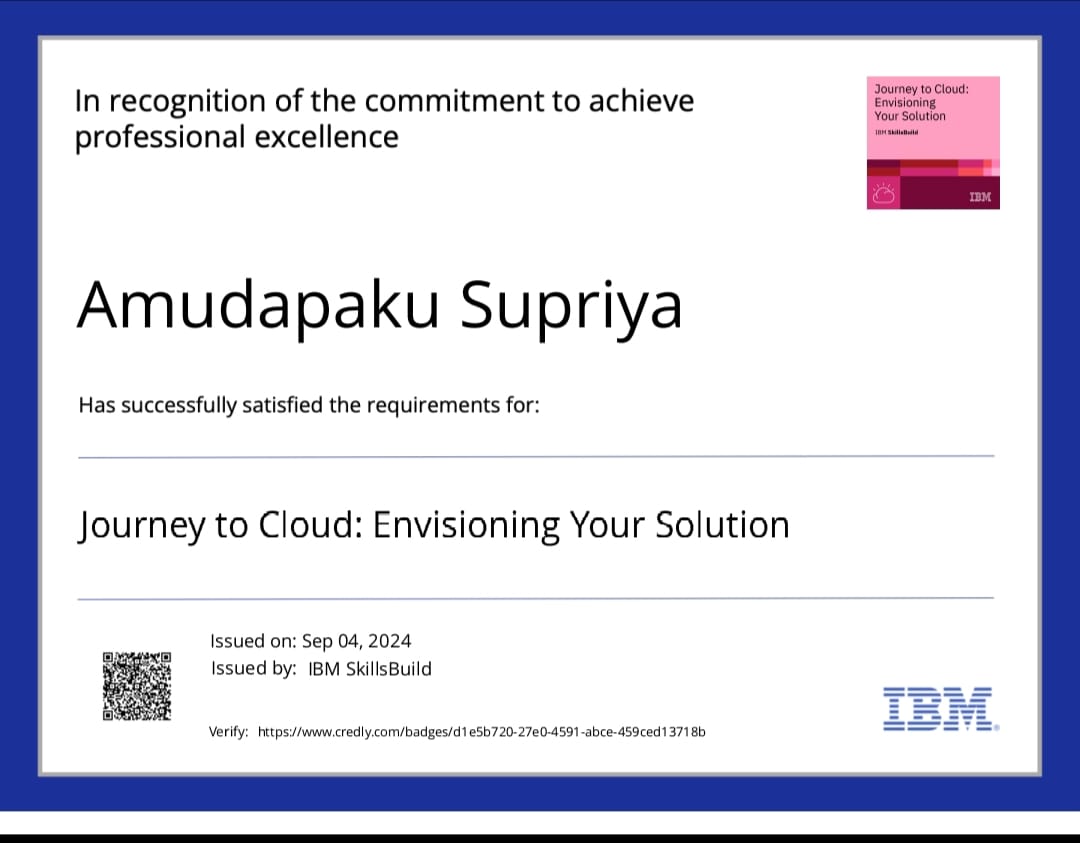 In recognition of the commitment to achieve
professional excellence
Journey to Cloud:
Envisioning
Your Solution
IBM SkillsBuild
IBM
Amudapaku Supriya
Has successfully satisfied the requirements for:
Journey to Cloud: Envisioning Your Solution
Issued on: Sep 04, 2024
Issued by: IBM SkillsBuild
Verify: https://www.credly.com/badges/d1e5b720-27e0-4591-abce-459ced13718b
IBM®